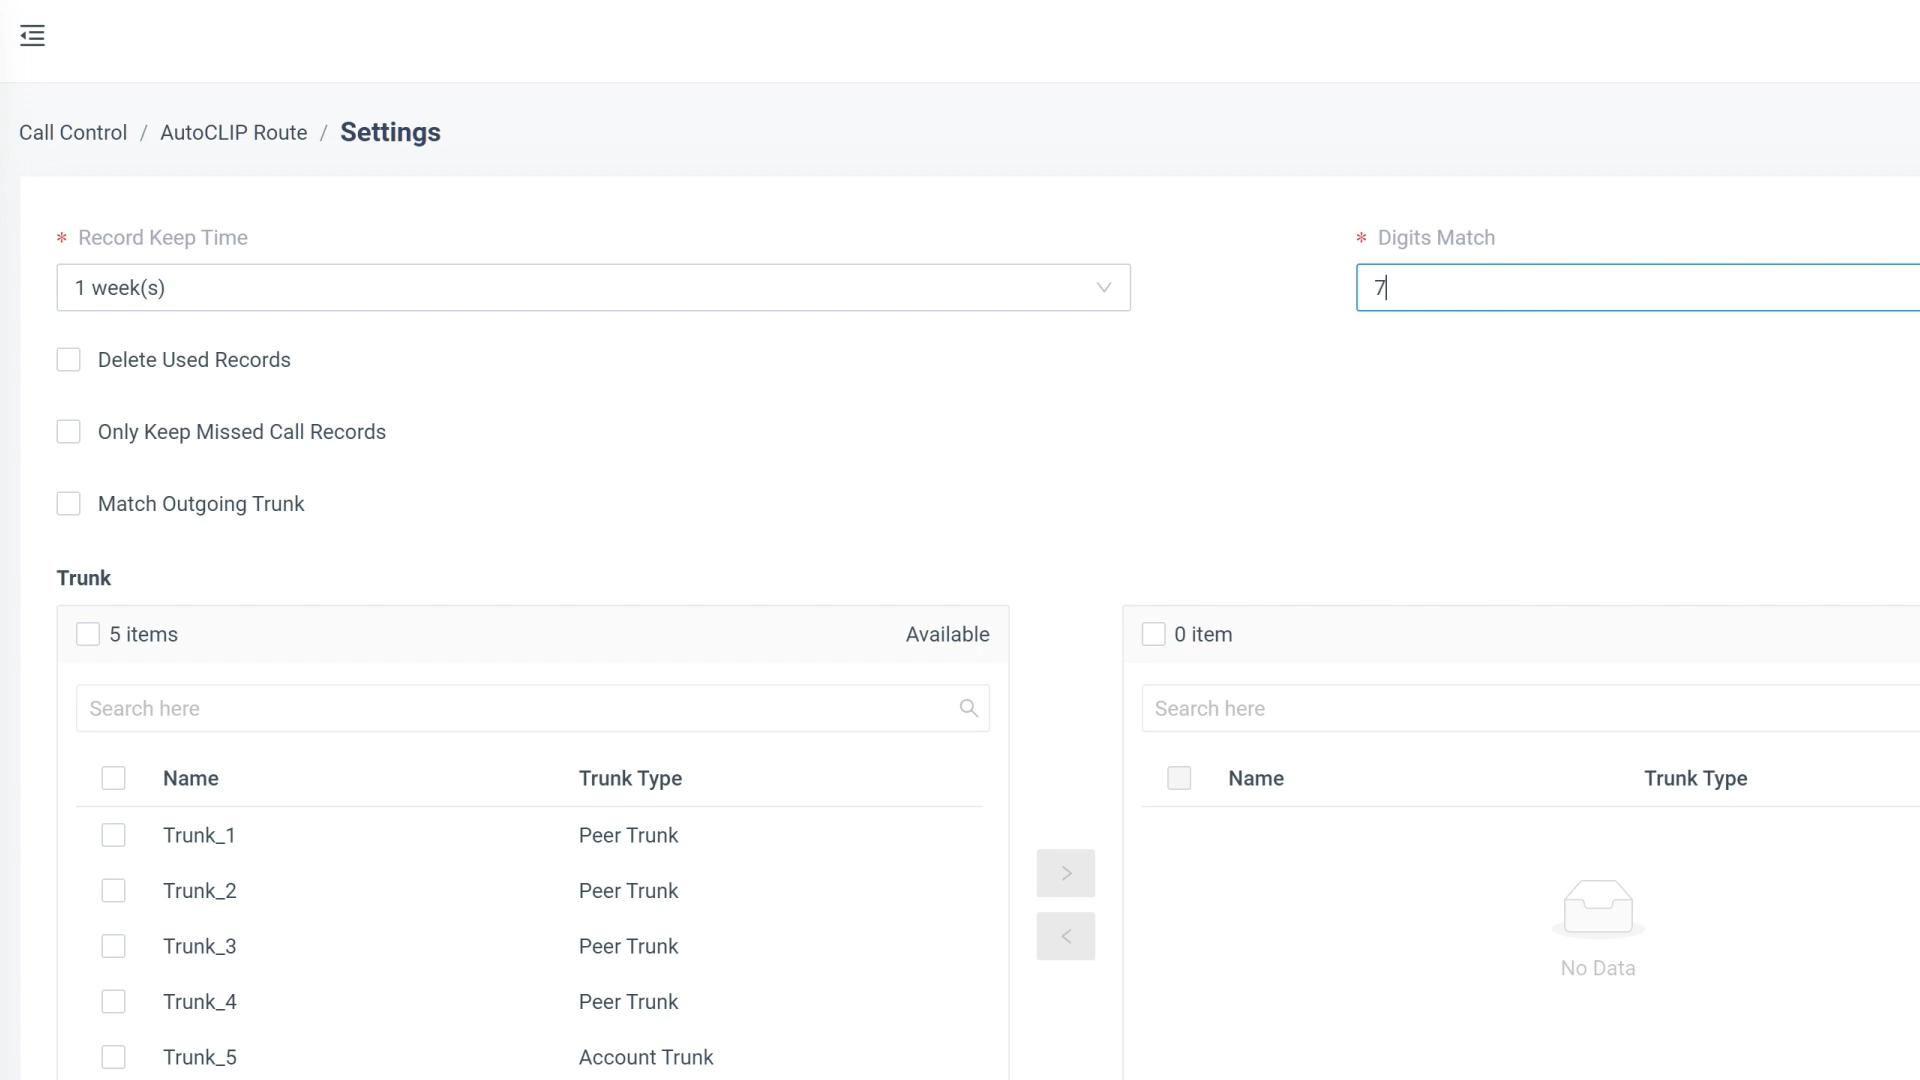 Call Control / AutoCLIP Route / Settings
* Record Keep Time
1 week(s)
* Digits Match
7
Delete Used Records
Only Keep Missed Call Records
Match Outgoing Trunk
Trunk
5 items Available
Search here
Name Trunk Type
Trunk_1 Peer Trunk
Trunk_2 Peer Trunk
Trunk_3 Peer Trunk
Trunk_4 Peer Trunk
Trunk_5 Account Trunk
>
<
0 item
Search here
Name Trunk Type
No Data